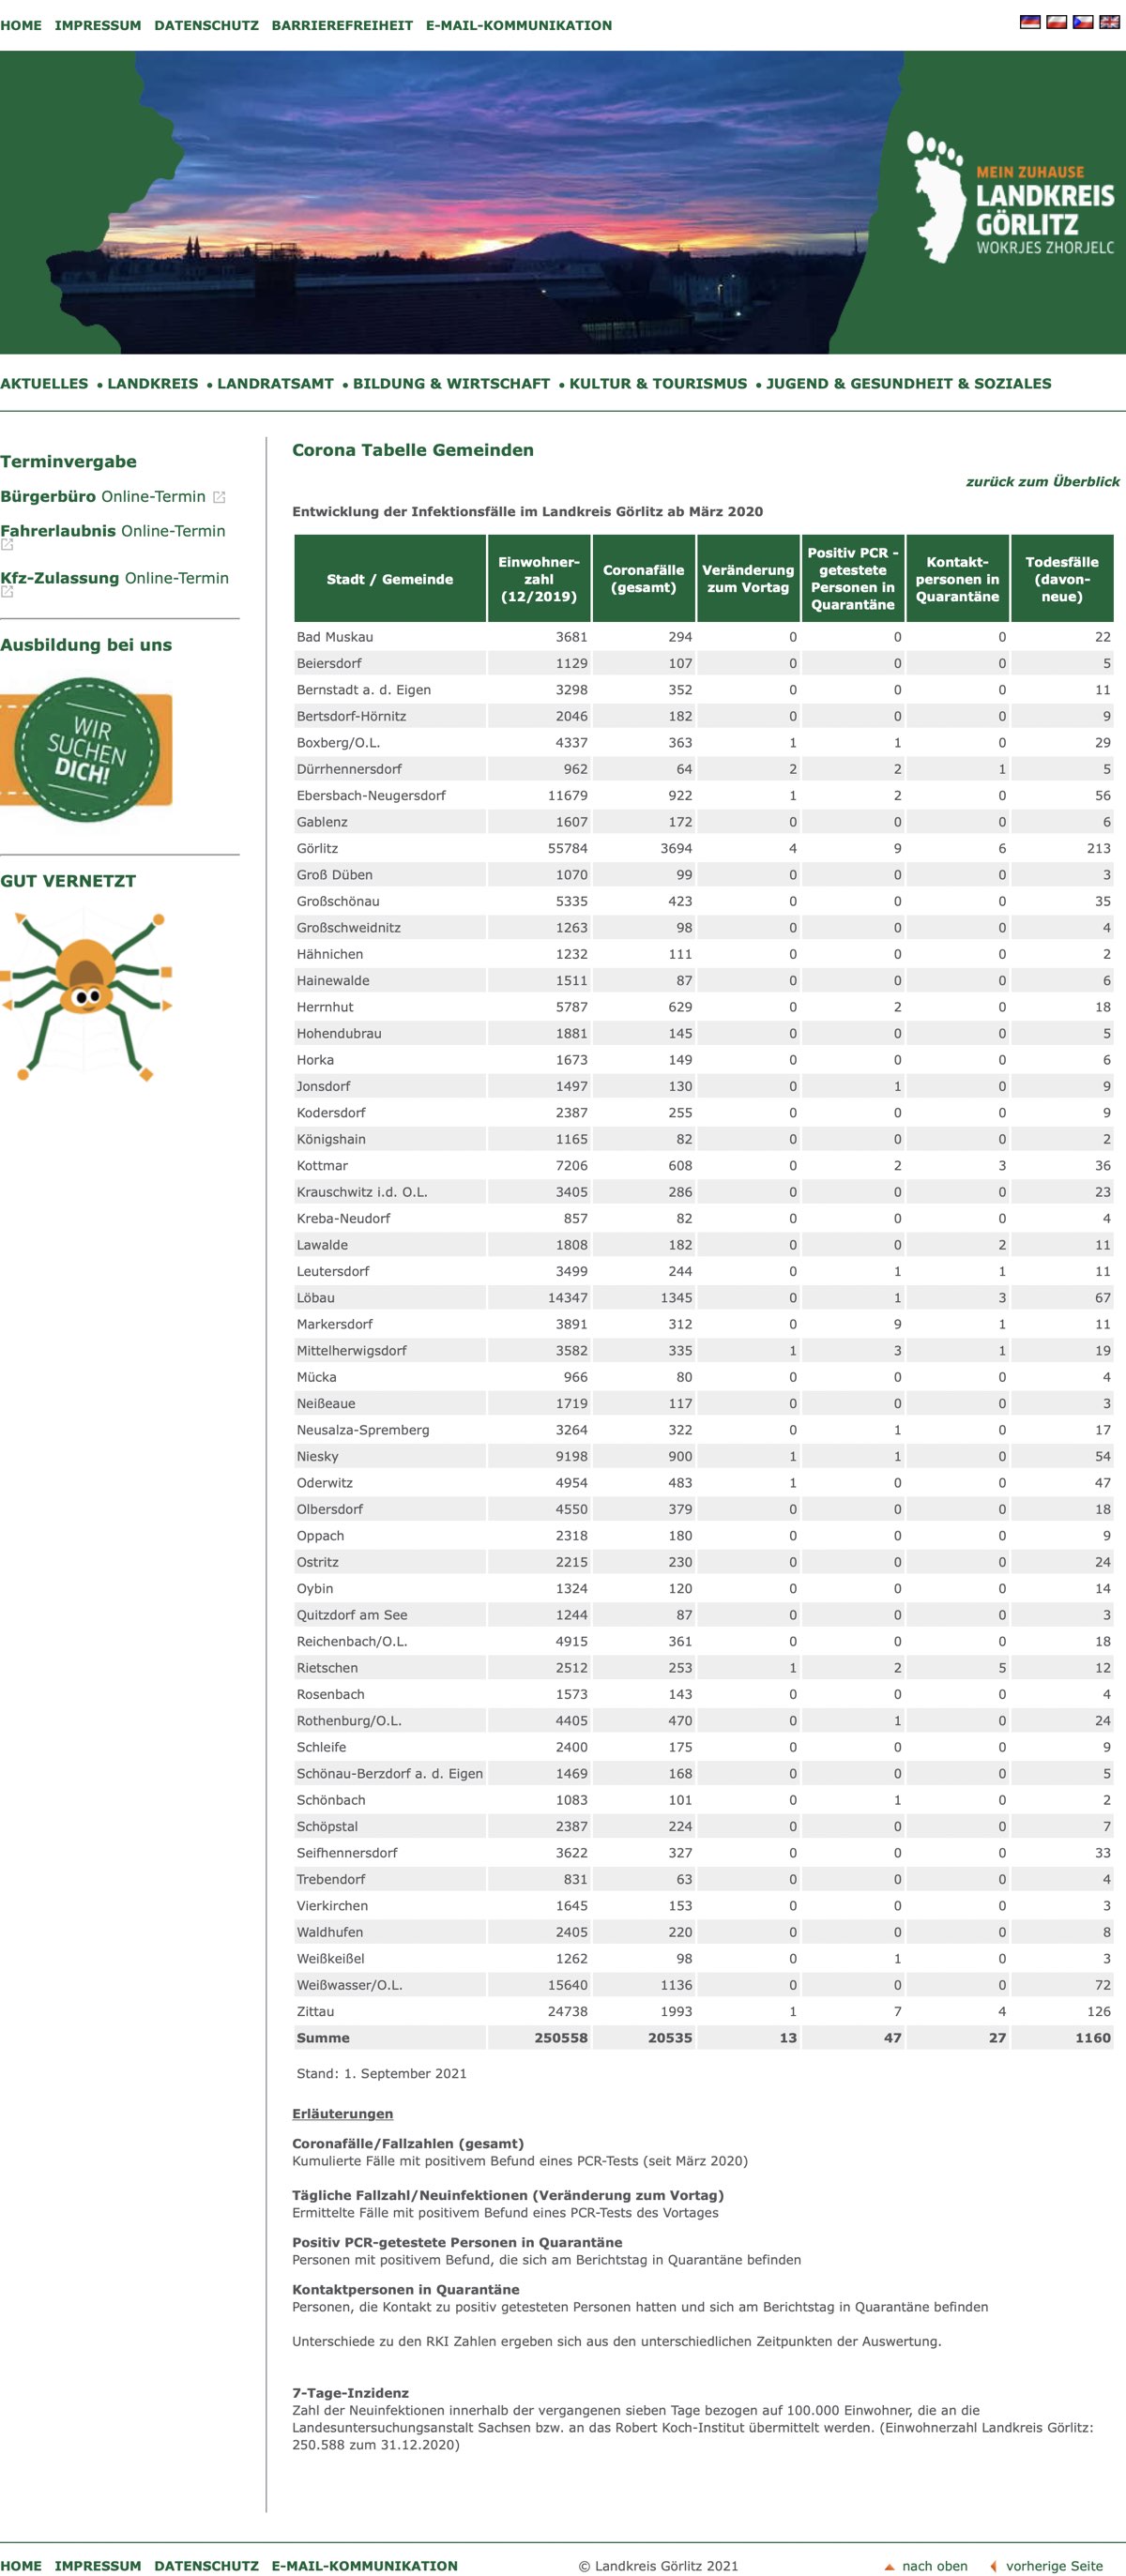 HOME IMPRESSUM DATENSCHUTZ BARRIEREFREIHEIT E-MAIL-KOMMUNIKATION
MEIN ZUHAUSE
LANDKREIS
GÖRLITZ
WOKRJES ZHORJELC
AKTUELLES • LANDKREIS • LANDRATSAMT • BILDUNG & WIRTSCHAFT • KULTUR & TOURISMUS • JUGEND & GESUNDHEIT & SOZIALES
Terminvergabe
Bürgerbüro Online-Termin
Fahrerlaubnis Online-Termin
Kfz-Zulassung Online-Termin
Ausbildung bei uns
WIR
SUCHEN
DICH!
GUT VERNETZT
Corona Tabelle Gemeinden
zurück zum Überblick
Entwicklung der Infektionsfälle im Landkreis Görlitz ab März 2020
Stadt / Gemeinde Einwohner-zahl (12/2019) Coronafälle (gesamt) Veränderung zum Vortag Positiv PCR - getestete Personen in Quarantäne Kontakt-personen in Quarantäne Todesfälle (davon-neue)
Bad Muskau 3681 294 0 0 0 22
Beiersdorf 1129 107 0 0 0 5
Bernstadt a. d. Eigen 3298 352 0 0 0 11
Bertsdorf-Hörnitz 2046 182 0 0 0 9
Boxberg/O.L. 4337 363 1 1 0 29
Dürrhennersdorf 962 64 2 2 1 5
Ebersbach-Neugersdorf 11679 922 1 2 0 56
Gablenz 1607 172 0 0 0 6
Görlitz 55784 3694 4 9 6 213
Groß Düben 1070 99 0 0 0 3
Großschönau 5335 423 0 0 0 35
Großschweidnitz 1263 98 0 0 0 4
Hähnichen 1232 111 0 0 0 2
Hainewalde 1511 87 0 0 0 6
Herrnhut 5787 629 0 2 0 18
Hohendubrau 1881 145 0 0 0 5
Horka 1673 149 0 0 0 6
Jonsdorf 1497 130 0 1 0 9
Kodersdorf 2387 255 0 0 0 9
Königshain 1165 82 0 0 0 2
Kottmar 7206 608 0 2 3 36
Krauschwitz i.d. O.L. 3405 286 0 0 0 23
Kreba-Neudorf 857 82 0 0 0 4
Lawalde 1808 182 0 0 2 11
Leutersdorf 3499 244 0 1 1 11
Löbau 14347 1345 0 1 3 67
Markersdorf 3891 312 0 9 1 11
Mittelherwigsdorf 3582 335 1 3 1 19
Mücka 966 80 0 0 0 4
Neißeaue 1719 117 0 0 0 3
Neusalza-Spremberg 3264 322 0 1 0 17
Niesky 9198 900 1 1 0 54
Oderwitz 4954 483 1 0 0 47
Olbersdorf 4550 379 0 0 0 18
Oppach 2318 180 0 0 0 9
Ostritz 2215 230 0 0 0 24
Oybin 1324 120 0 0 0 14
Quitzdorf am See 1244 87 0 0 0 3
Reichenbach/O.L. 4915 361 0 0 0 18
Rietschen 2512 253 1 2 5 12
Rosenbach 1573 143 0 0 0 4
Rothenburg/O.L. 4405 470 0 1 0 24
Schleife 2400 175 0 0 0 9
Schönau-Berzdorf a. d. Eigen 1469 168 0 0 0 5
Schönbach 1083 101 0 1 0 2
Schöpstal 2387 224 0 0 0 7
Seifhennersdorf 3622 327 0 0 0 33
Trebendorf 831 63 0 0 0 4
Vierkirchen 1645 153 0 0 0 3
Waldhufen 2405 220 0 0 0 8
Weißkeißel 1262 98 0 1 0 3
Weißwasser/O.L. 15640 1136 0 0 0 72
Zittau 24738 1993 1 7 4 126
Summe 250558 20535 13 47 27 1160
Stand: 1. September 2021
Erläuterungen
Coronafälle/Fallzahlen (gesamt)
Kumulierte Fälle mit positivem Befund eines PCR-Tests (seit März 2020)
Tägliche Fallzahl/Neuinfektionen (Veränderung zum Vortag)
Ermittelte Fälle mit positivem Befund eines PCR-Tests des Vortages
Positiv PCR-getestete Personen in Quarantäne
Personen mit positivem Befund, die sich am Berichtstag in Quarantäne befinden
Kontaktpersonen in Quarantäne
Personen, die Kontakt zu positiv getesteten Personen hatten und sich am Berichtstag in Quarantäne befinden
Unterschiede zu den RKI Zahlen ergeben sich aus den unterschiedlichen Zeitpunkten der Auswertung.
7-Tage-Inzidenz
Zahl der Neuinfektionen innerhalb der vergangenen sieben Tage bezogen auf 100.000 Einwohner, die an die
Landesuntersuchungsanstalt Sachsen bzw. an das Robert Koch-Institut übermittelt werden. (Einwohnerzahl Landkreis Görlitz:
250.588 zum 31.12.2020)
HOME IMPRESSUM DATENSCHUTZ E-MAIL-KOMMUNIKATION © Landkreis Görlitz 2021 nach oben vorherige Seite